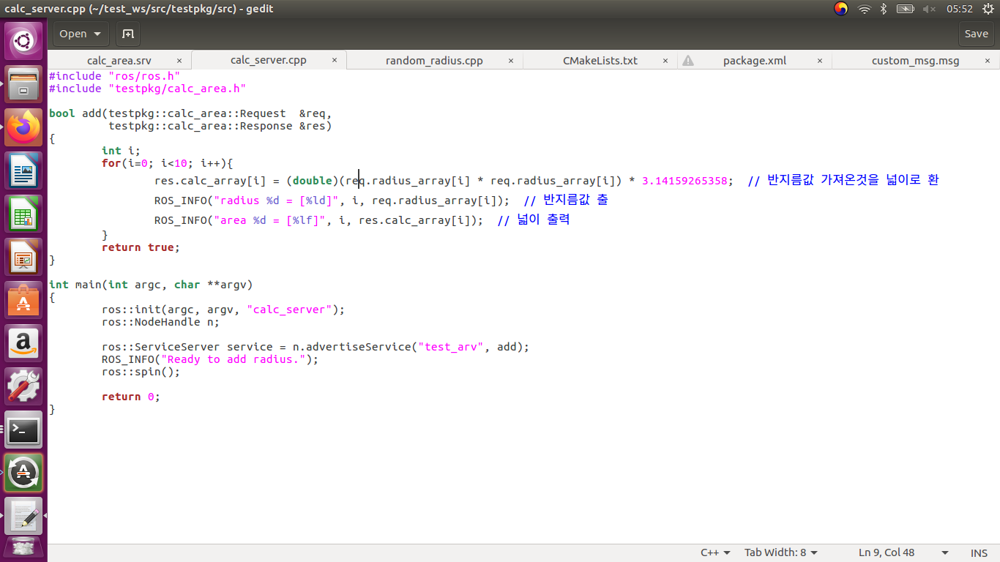 calc_server.cpp (~/test_ws/src/testpkg/src) - gedit
05:52
Open
Save
calc_area.srv × calc_server.cpp × random_radius.cpp × CMakeLists.txt × package.xml × custom_msg.msg ×
#include "ros/ros.h"
#include "testpkg/calc_area.h"
bool add(testpkg::calc_area::Request  &req,
         testpkg::calc_area::Response &res)
{
        int i;
        for(i=0; i<10; i++){
                res.calc_array[i] = (double)(req.radius_array[i] * req.radius_array[i]) * 3.14159265358;  // 반지름값 가져온것을 넓이로 환
                ROS_INFO("radius %d = [%ld]", i, req.radius_array[i]);  // 반지름값 출
                ROS_INFO("area %d = [%lf]", i, res.calc_array[i]);  // 넓이 출력
        }
        return true;
}
int main(int argc, char **argv)
{
        ros::init(argc, argv, "calc_server");
        ros::NodeHandle n;
        ros::ServiceServer service = n.advertiseService("test_arv", add);
        ROS_INFO("Ready to add radius.");
        ros::spin();
        return 0;
}
C++ Tab Width: 8 Ln 9, Col 48 INS